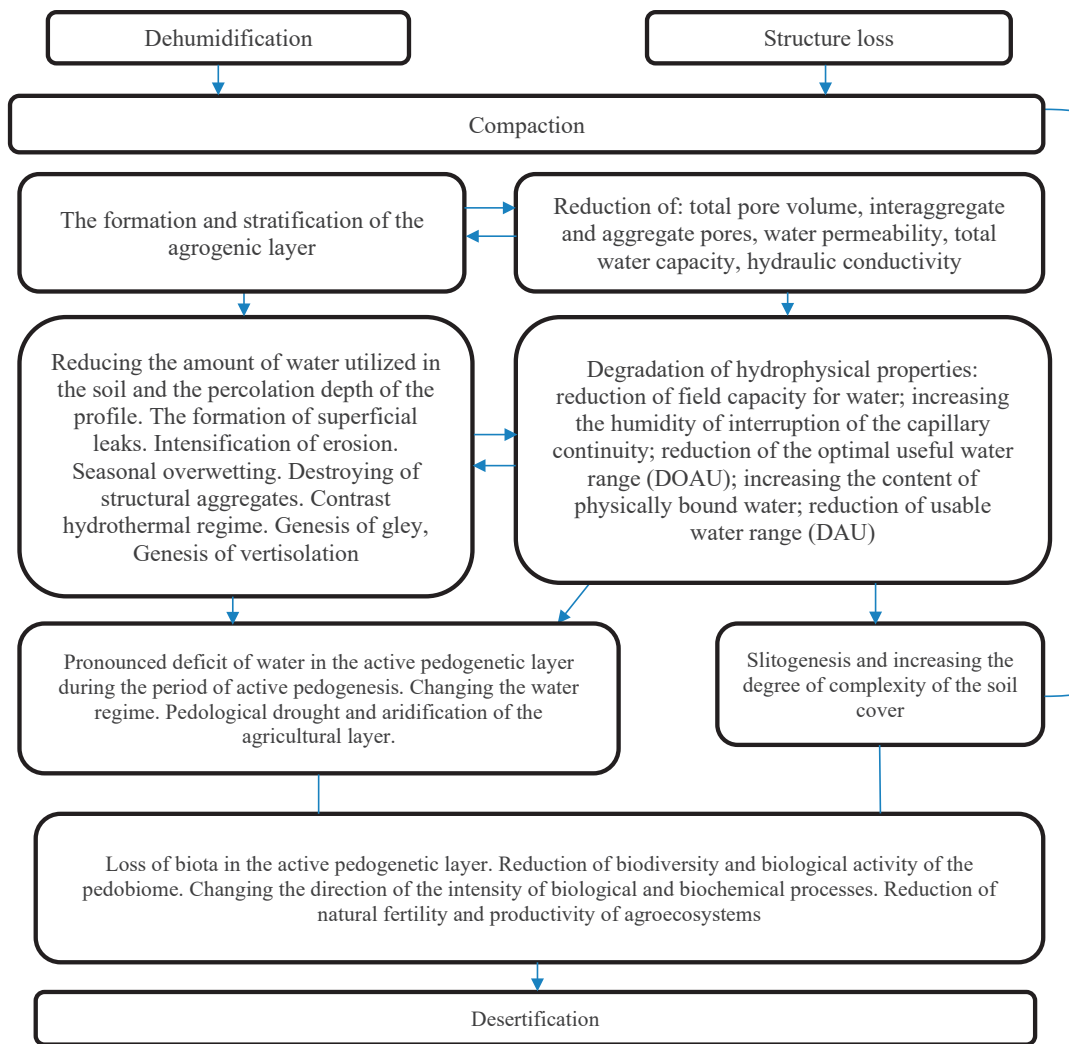 Dehumidification
Structure loss
Compaction
The formation and stratification of the
agrogenic layer
Reduction of: total pore volume, interaggregate
and aggregate pores, water permeability, total
water capacity, hydraulic conductivity
Reducing the amount of water utilized in
the soil and the percolation depth of the
profile. The formation of superficial
leaks. Intensification of erosion.
Seasonal overwetting. Destroying of
structural aggregates. Contrast
hydrothermal regime. Genesis of gley,
Genesis of vertisolation
Degradation of hydrophysical properties:
reduction of field capacity for water; increasing
the humidity of interruption of the capillary
continuity; reduction of the optimal useful water
range (DOAU); increasing the content of
physically bound water; reduction of usable
water range (DAU)
Pronounced deficit of water in the active pedogenetic layer
during the period of active pedogenesis. Changing the water
regime. Pedological drought and aridification of the
agricultural layer.
Slitogenesis and increasing the
degree of complexity of the soil
cover
Loss of biota in the active pedogenetic layer. Reduction of biodiversity and biological activity of the
pedobiome. Changing the direction of the intensity of biological and biochemical processes. Reduction of
natural fertility and productivity of agroecosystems
Desertification